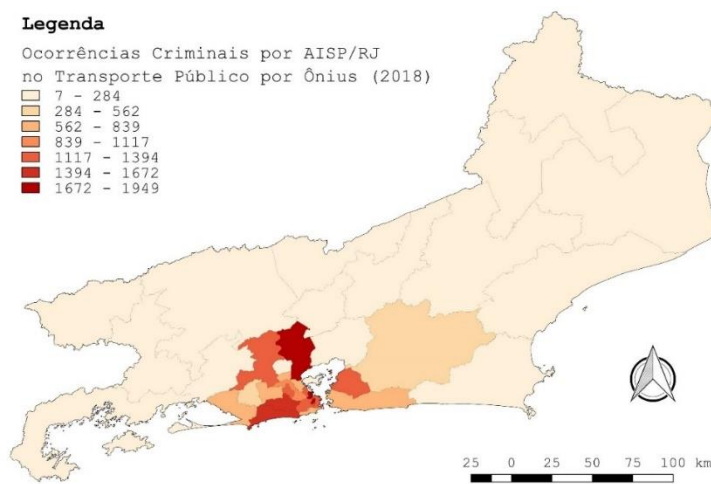 Legenda
Ocorrências Criminais por AISP/RJ
no Transporte Público por Ônius (2018)
7 - 284
284 - 562
562 - 839
839 - 1117
1117 - 1394
1394 - 1672
1672 - 1949
25 0 25 50 75 100 km